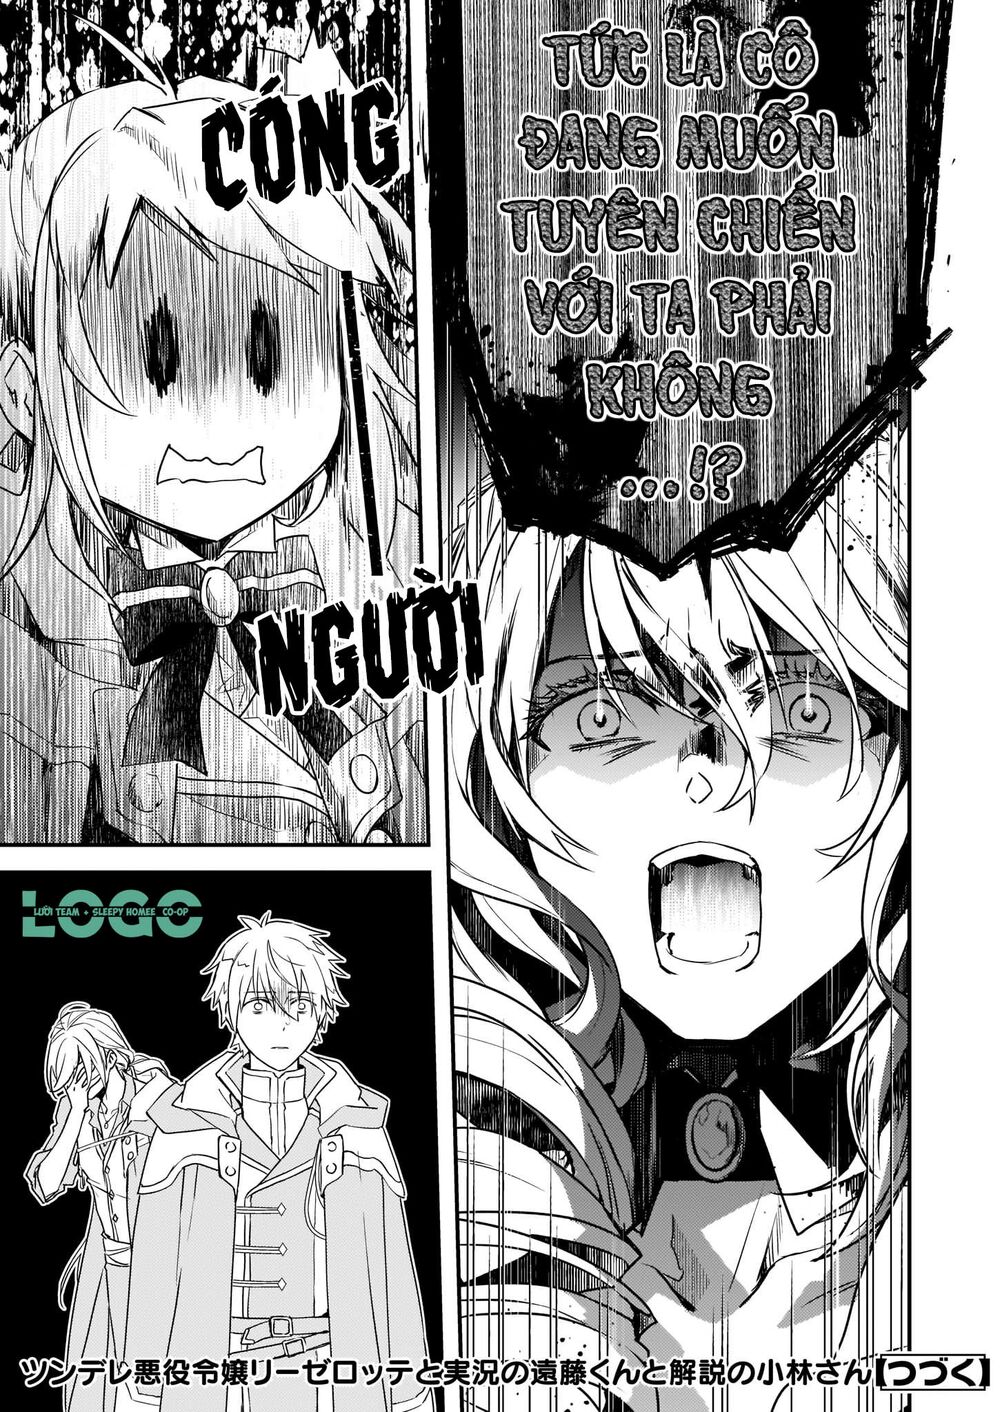 TỨC LÀ CÔ
ĐANG MUỐN
TUYÊN CHIẾN
VỚI TA PHẢI
KHÔNG
...!?
CÓNG
NGƯỜI
LOGO
LƯỜI TEAM + SLEEPY HOMEE CO-OP
ツンデレ悪役令嬢リーゼロッテと実況の遠藤くんと解説の小林さん【つづく】